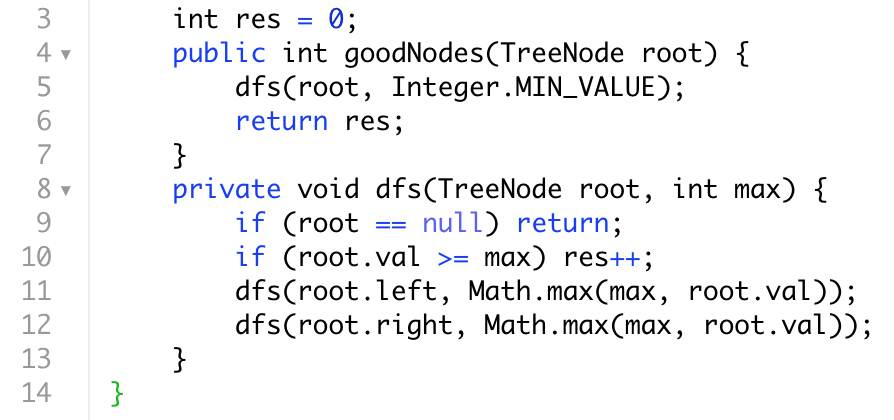 3 int res = 0;
4 ▼ public int goodNodes(TreeNode root) {
5 dfs(root, Integer.MIN_VALUE);
6 return res;
7 }
8 ▼ private void dfs(TreeNode root, int max) {
9 if (root == null) return;
10 if (root.val >= max) res++;
11 dfs(root.left, Math.max(max, root.val));
12 dfs(root.right, Math.max(max, root.val));
13 }
14 }